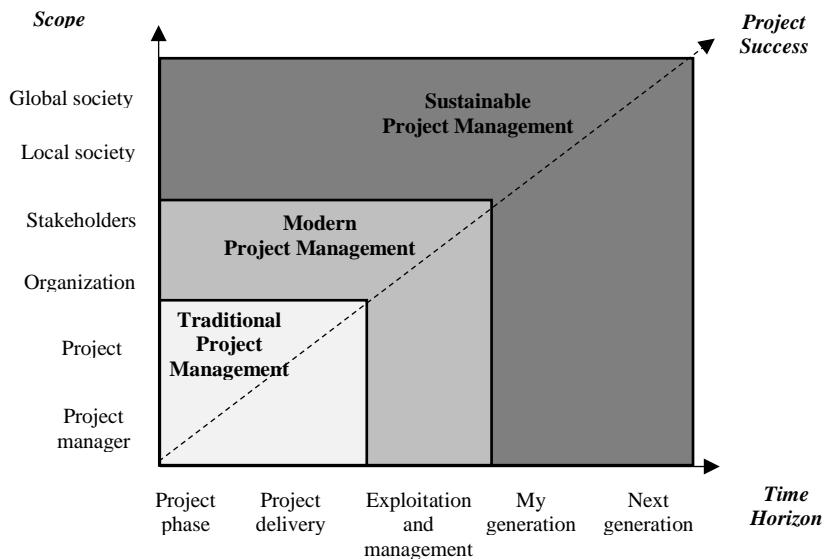 Scope
Project
Success
Global society
Sustainable
Project Management
Local society
Stakeholders
Modern
Project Management
Organization
Traditional
Project
Management
Project
Project
manager
Project
phase
Project
delivery
Exploitation
and
management
My
generation
Next
generation
Time
Horizon